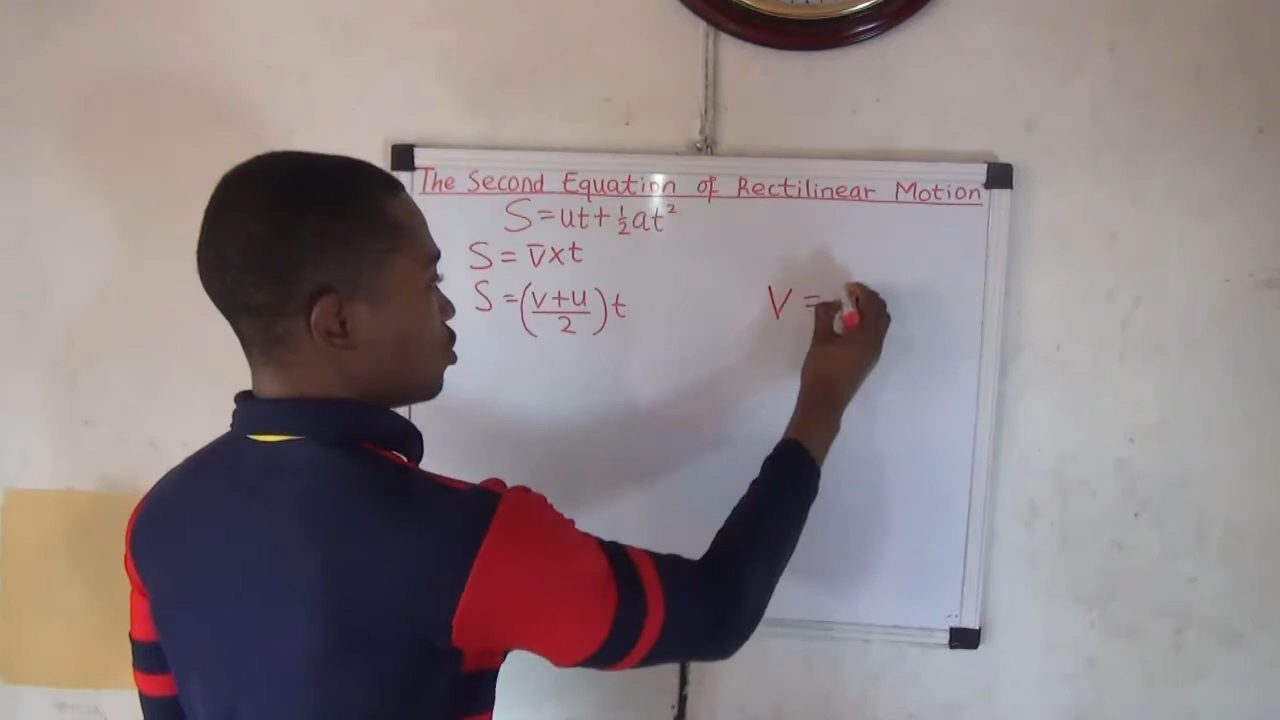 The Second Equation of Rectilinear Motion
S = ut + ½at²
S = v̄ x t
S = (v+u/2)t
V =